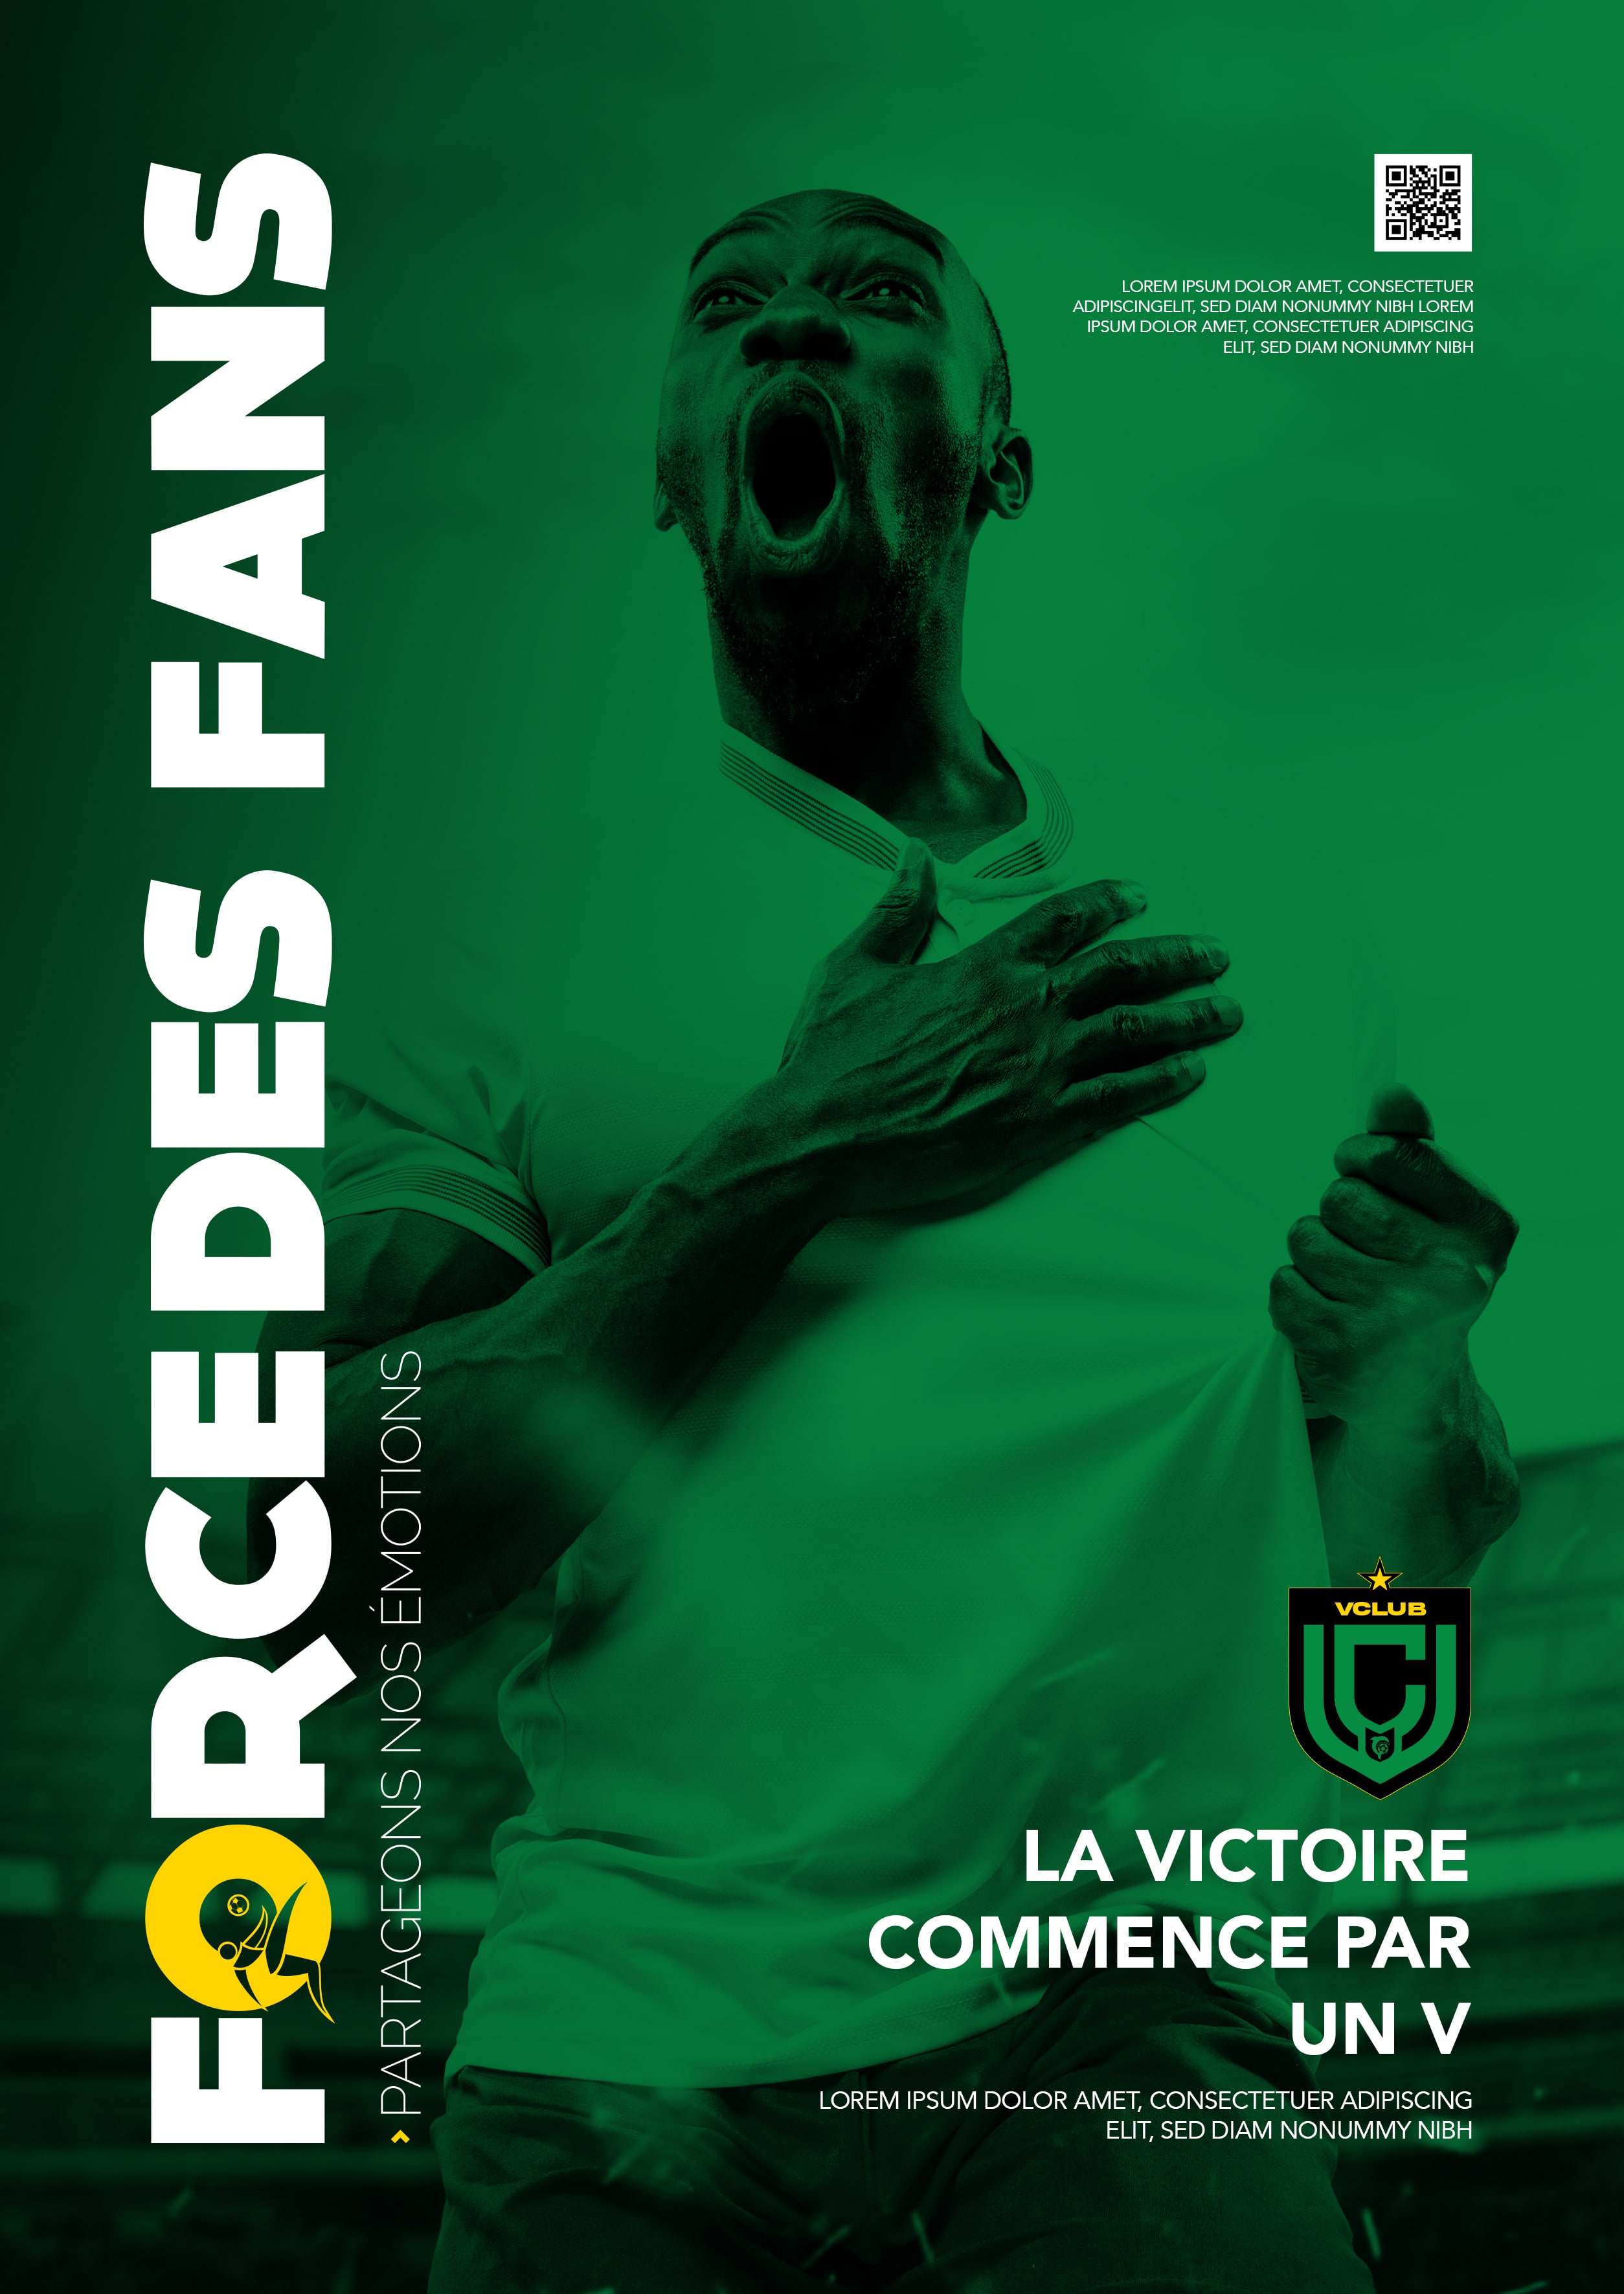 FORCE DES FANS
PARTAGEONS NOS ÉMOTIONS
LOREM IPSUM DOLOR AMET, CONSECTETUER
ADIPISCINGELIT, SED DIAM NONUMMY NIBH LOREM
IPSUM DOLOR AMET, CONSECTETUER ADIPISCING
ELIT, SED DIAM NONUMMY NIBH
VCLUB
LA VICTOIRE
COMMENCE PAR
UN V
LOREM IPSUM DOLOR AMET, CONSECTETUER ADIPISCING
ELIT, SED DIAM NONUMMY NIBH